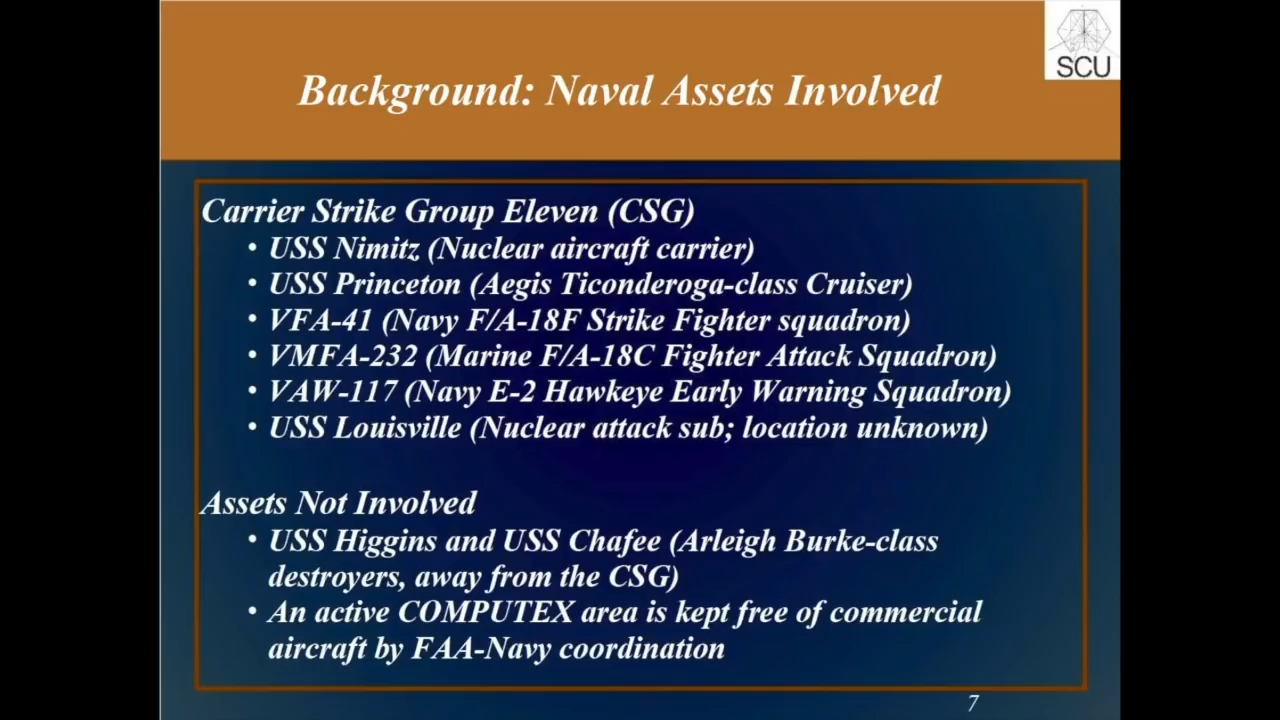 SCU
Background: Naval Assets Involved
Carrier Strike Group Eleven (CSG)
• USS Nimitz (Nuclear aircraft carrier)
• USS Princeton (Aegis Ticonderoga-class Cruiser)
• VFA-41 (Navy F/A-18F Strike Fighter squadron)
• VMFA-232 (Marine F/A-18C Fighter Attack Squadron)
• VAW-117 (Navy E-2 Hawkeye Early Warning Squadron)
• USS Louisville (Nuclear attack sub; location unknown)
Assets Not Involved
• USS Higgins and USS Chafee (Arleigh Burke-class
destroyers, away from the CSG)
• An active COMPUTEX area is kept free of commercial
aircraft by FAA-Navy coordination
7